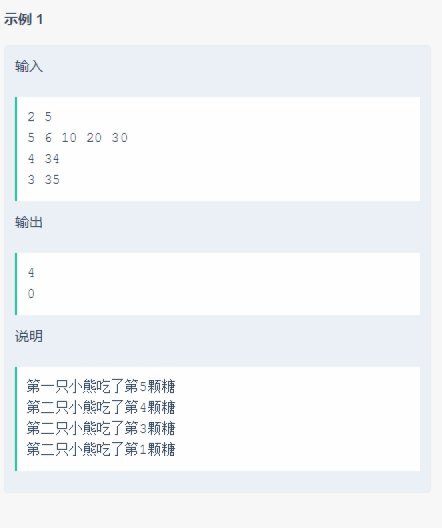 示例 1
输入
2 5
5 6 10 20 30
4 34
3 35
输出
4
0
说明
第一只小熊吃了第5颗糖
第二只小熊吃了第4颗糖
第二只小熊吃了第3颗糖
第二只小熊吃了第1颗糖